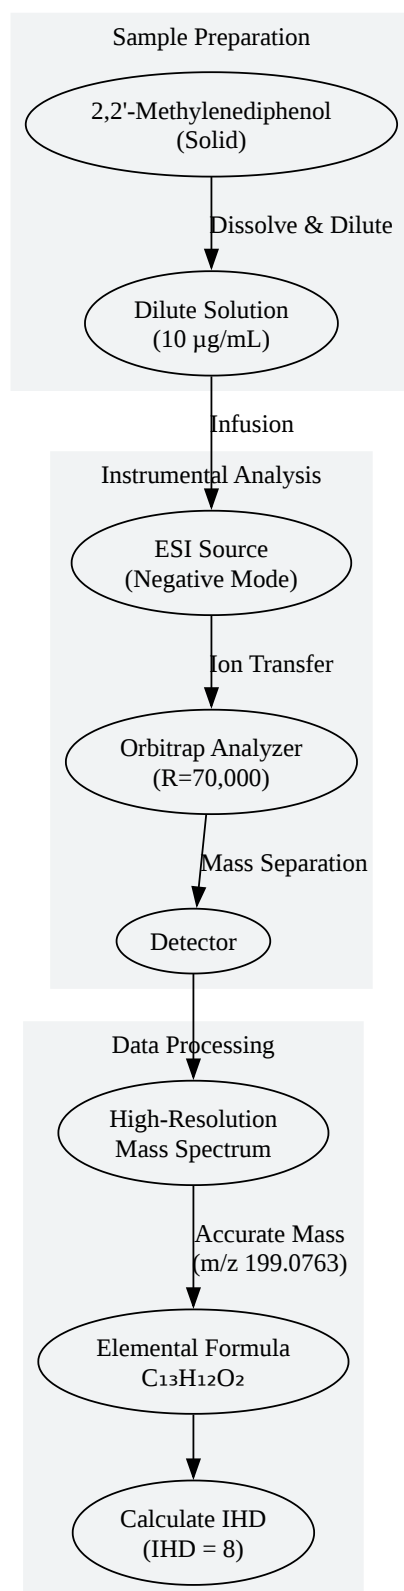 Sample Preparation
2,2'-Methylenediphenol
(Solid)
Dissolve & Dilute
Dilute Solution
(10 µg/mL)
Infusion
Instrumental Analysis
ESI Source
(Negative Mode)
Ion Transfer
Orbitrap Analyzer
(R=70,000)
Mass Separation
Detector
Data Processing
High-Resolution
Mass Spectrum
Accurate Mass
(m/z 199.0763)
Elemental Formula
C₁₃H₁₂O₂
Calculate IHD
(IHD = 8)